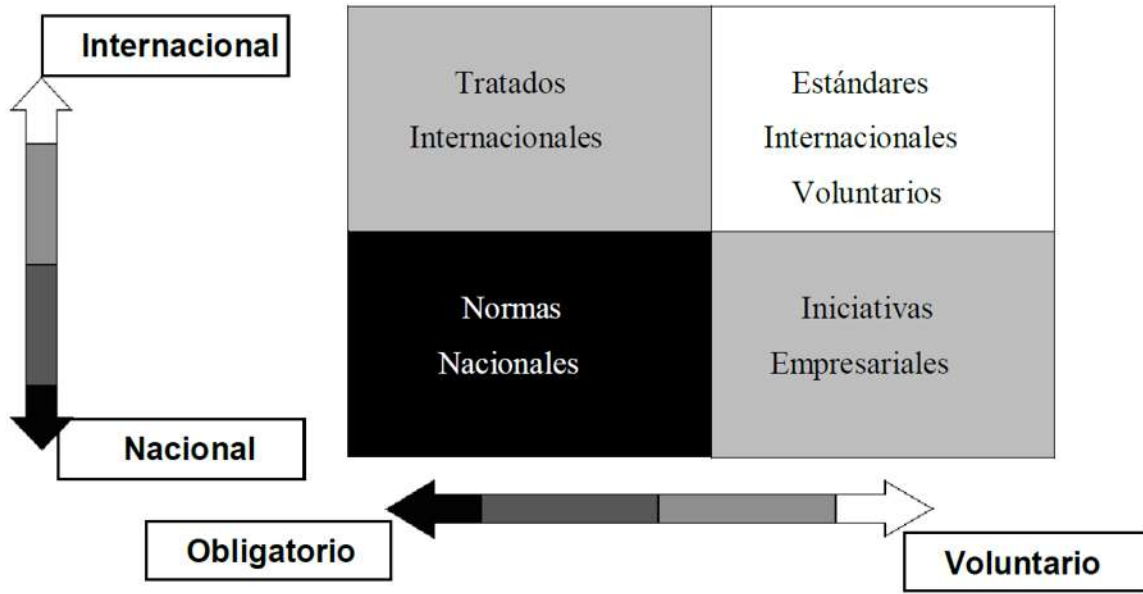 Internacional
Tratados
Internacionales
Estándares
Internacionales
Voluntarios
Normas
Nacionales
Iniciativas
Empresariales
Nacional
Obligatorio
Voluntario